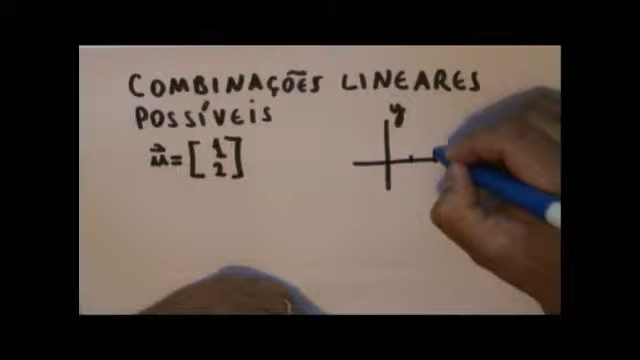 COMBINAÇÕES LINEARES
POSSÍVEIS
y
u⃗ = [1
2]